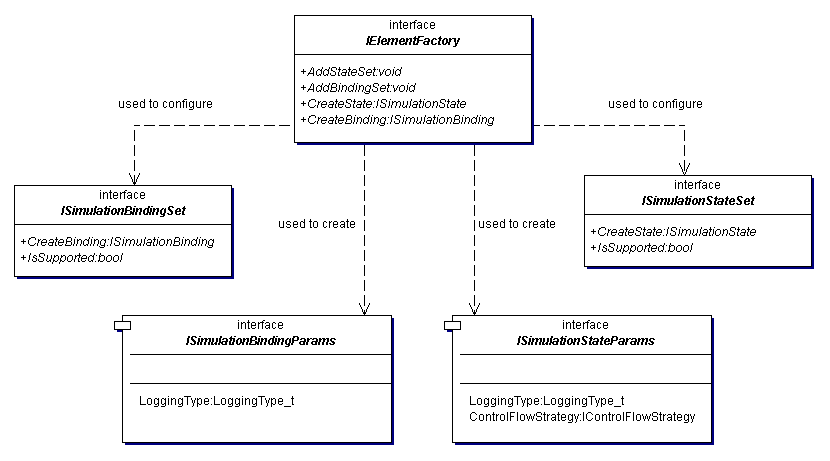 interface
IElementFactory
+AddStateSet:void
+AddBindingSet:void
+CreateState:ISimulationState
+CreateBinding:ISimulationBinding
used to configure
used to configure
interface
ISimulationBindingSet
+CreateBinding:ISimulationBinding
+IsSupported:bool
interface
ISimulationStateSet
+CreateState:ISimulationState
+IsSupported:bool
used to create
used to create
interface
ISimulationBindingParams
LoggingType:LoggingType_t
interface
ISimulationStateParams
LoggingType:LoggingType_t
ControlFlowStrategy:IControlFlowStrategy